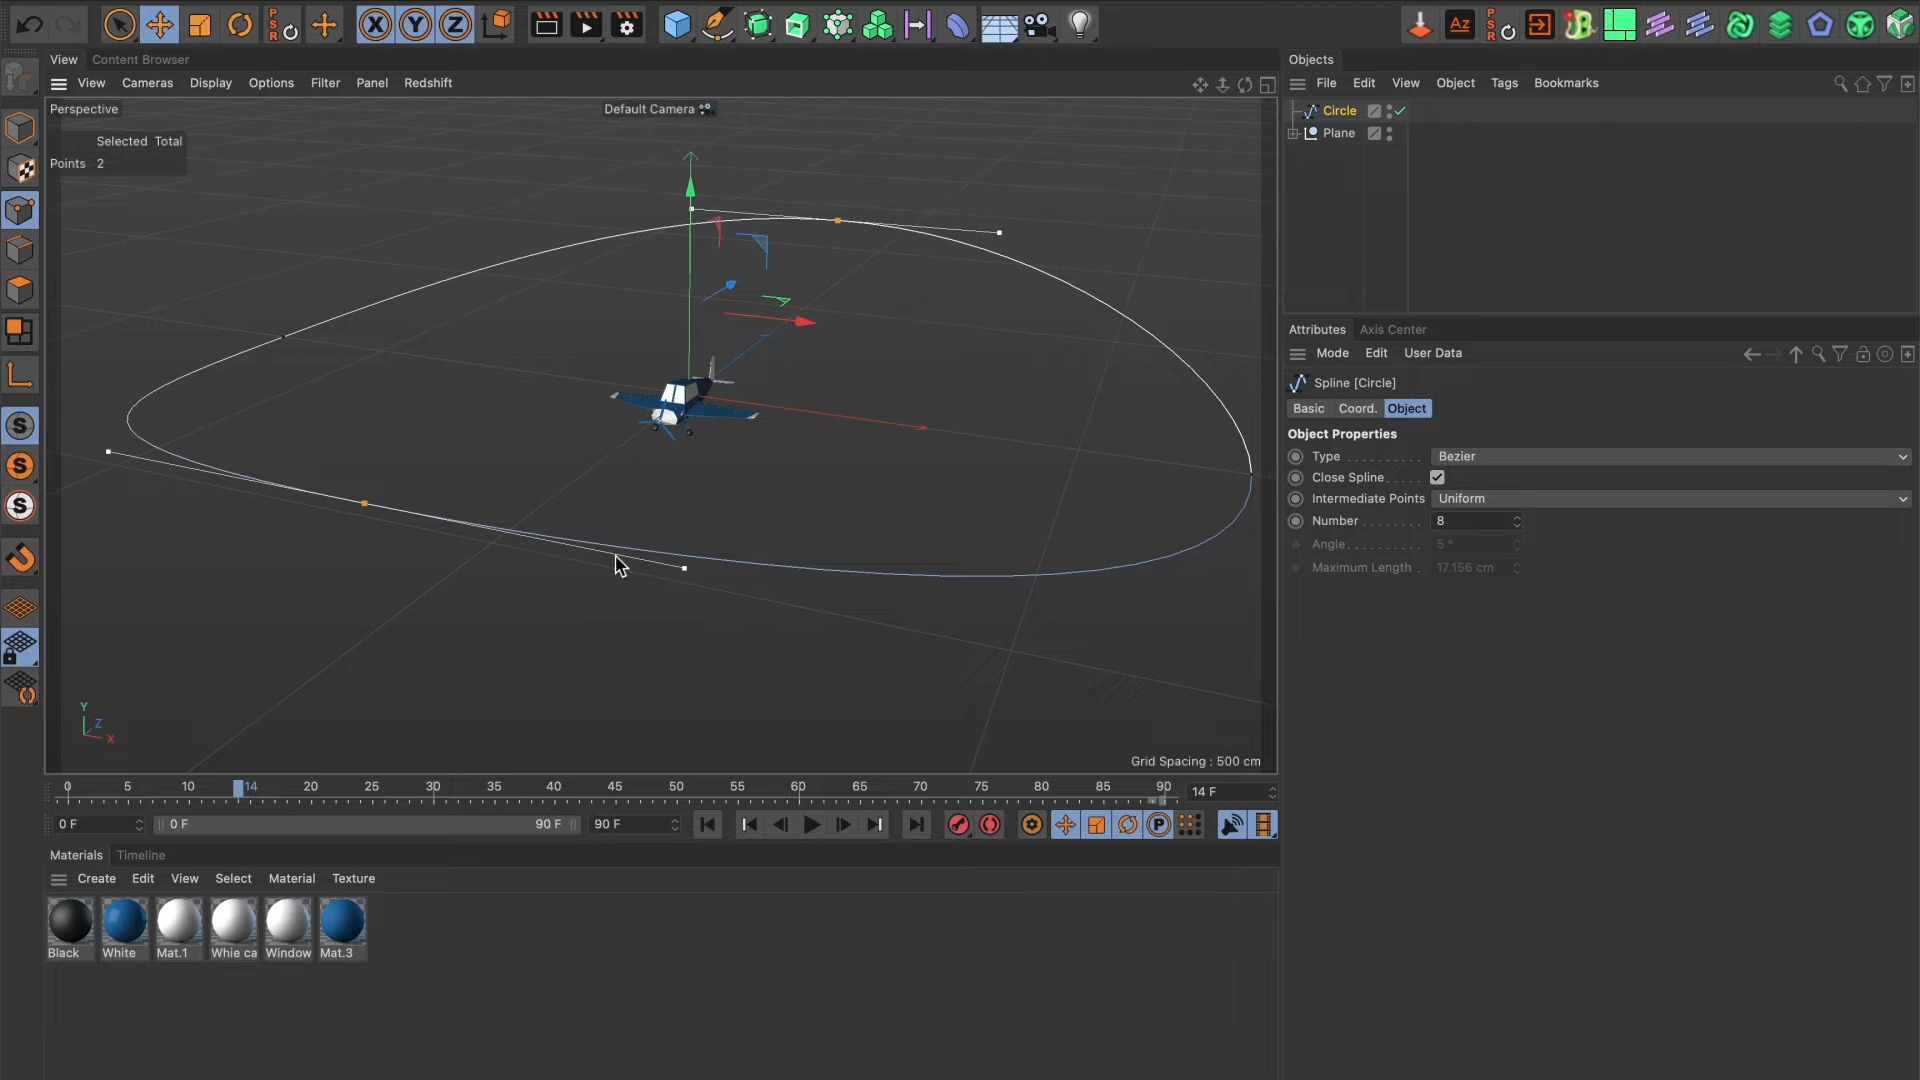 PSR
X Y Z
Az
PSR
View Content Browser
Objects
View Cameras Display Options Filter Panel Redshift
File Edit View Object Tags Bookmarks
Perspective
Default Camera
Circle
Selected Total
Plane
Points 2
Attributes Axis Center
Mode Edit User Data
Spline [Circle]
Basic Coord. Object
Object Properties
Type . . . . . . . . . . Bezier
Close Spline . . . . .
Intermediate Points Uniform
Number . . . . . . . . 8
Angle. . . . . . . . . . 5 °
Maximum Length . 17.156 cm
S
S
S
Y
Z
X
Grid Spacing : 500 cm
0 5 10 14 20 25 30 35 40 45 50 55 60 65 70 75 80 85 90 14 F
0 F 0 F 90 F 90 F P
Materials Timeline
Create Edit View Select Material Texture
Black White Mat.1 Whie ca Window Mat.3